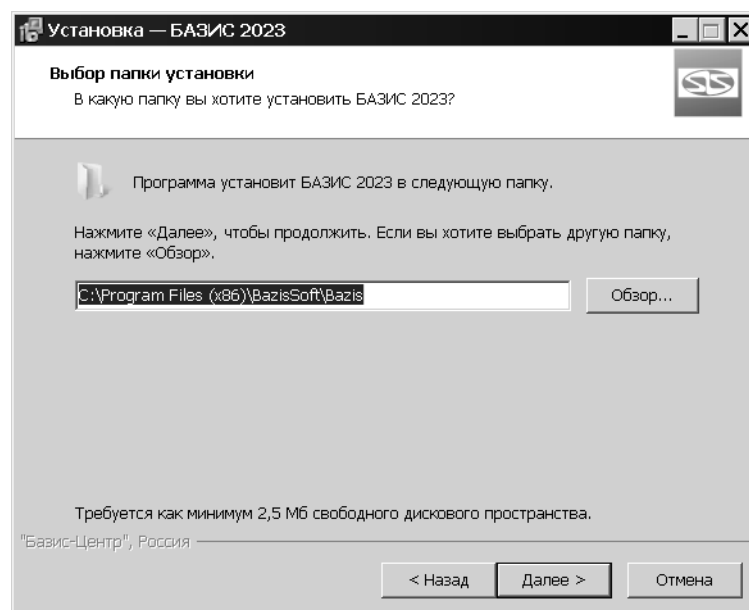 Установка — БАЗИС 2023
Выбор папки установки
В какую папку вы хотите установить БАЗИС 2023?
Программа установит БАЗИС 2023 в следующую папку.
Нажмите «Далее», чтобы продолжить. Если вы хотите выбрать другую папку,
нажмите «Обзор».
C:\Program Files (x86)\BazisSoft\Bazis
Обзор...
Требуется как минимум 2,5 Мб свободного дискового пространства.
"Базис-Центр", Россия
< Назад
Далее >
Отмена